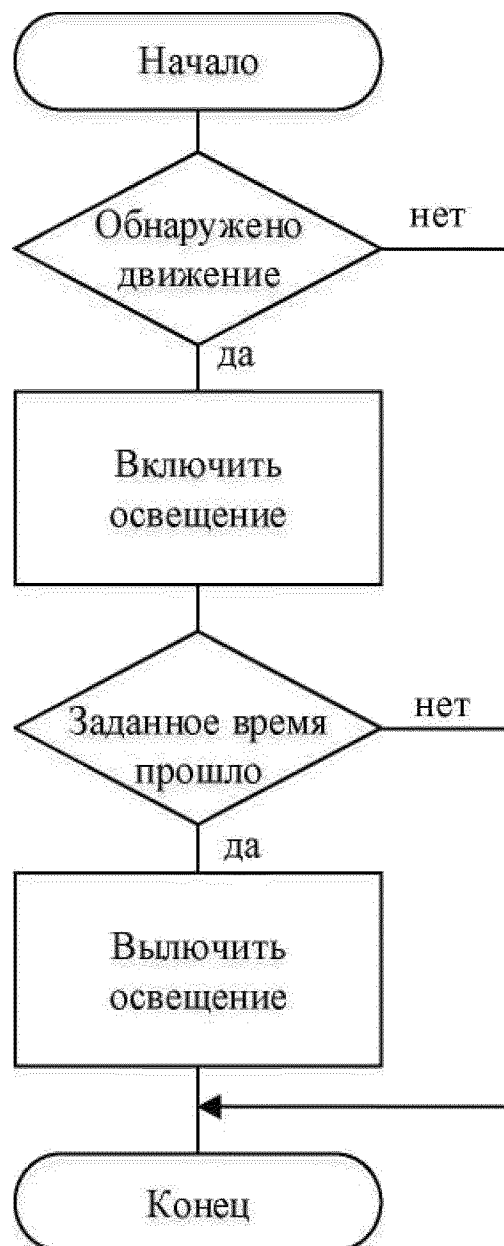 Начало
Обнаружено
движение
нет
да
Включить
освещение
Заданное время
прошло
нет
да
Вылючить
освещение
Конец